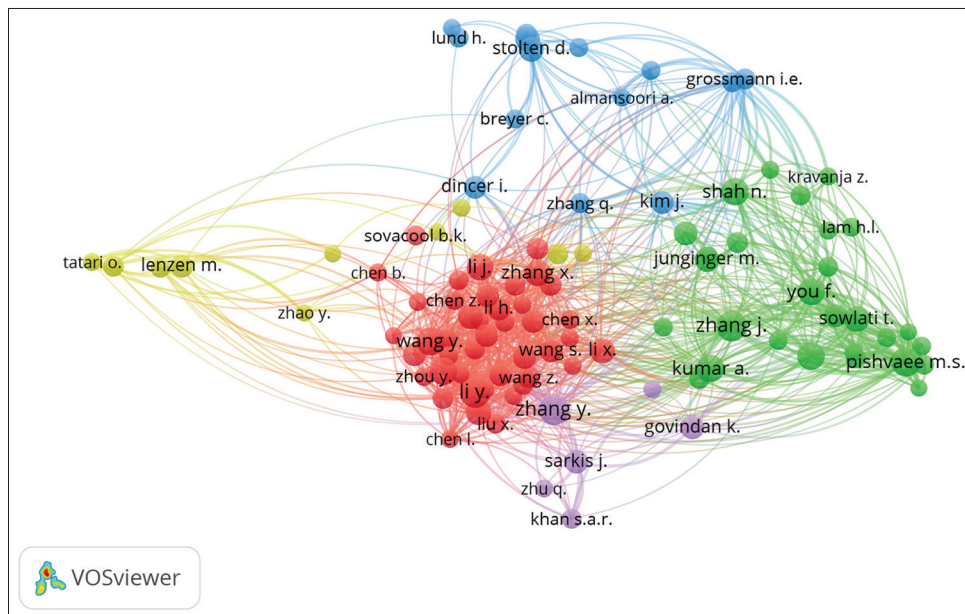 lund h.
stolten d.
grossmann i.e.
almansoori a.
breyer c.
dincer i.
zhang q.
kim j.
shah n.
kravanja z.
lam h.l.
sovacool b.k.
tatari o.
lenzen m.
chen b.
li j.
zhang x.
junginger m.
you f.
zhao y.
chen z.
li h.
chen x.
zhang j.
sowlati t.
wang y.
wang s.
li x.
kumar a.
pishvaee m.s.
zhou y.
wang z.
li y.
zhang y.
liu x.
govindan k.
chen l.
sarkis j.
zhu q.
khan s.a.r.
VOSviewer